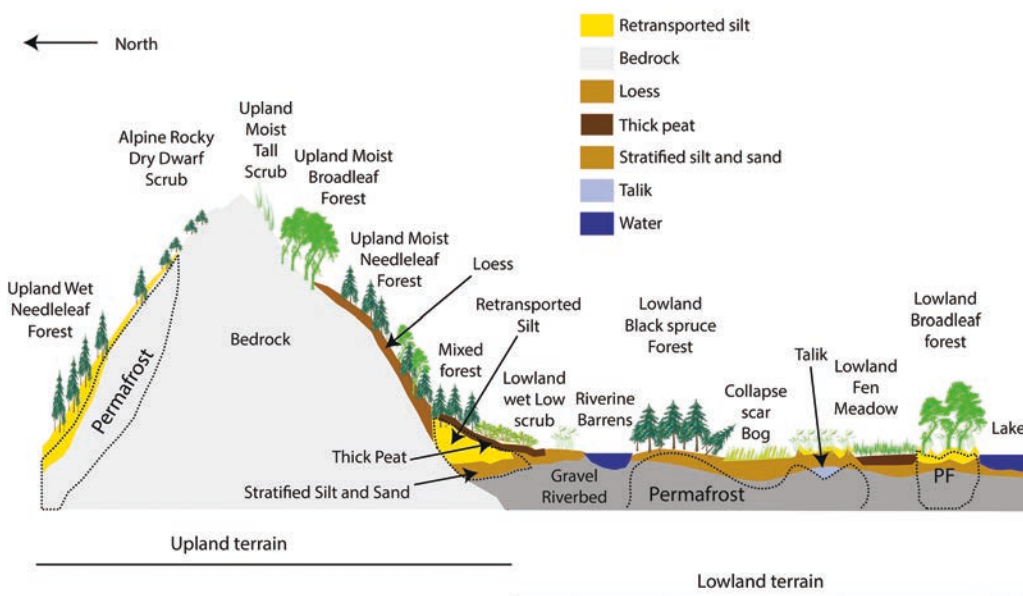 North
Retransported silt
Bedrock
Loess
Thick peat
Stratified silt and sand
Talik
Water
Alpine Rocky
Dry Dwarf
Scrub
Upland
Moist
Tall
Scrub
Upland Moist
Broadleaf
Forest
Upland Moist
Needleleaf
Forest
Loess
Retransported
Silt
Upland Wet
Needleleaf
Forest
Permafrost
Bedrock
Mixed
forest
Lowland
wet Low
scrub
Riverine
Barrens
Lowland
Black spruce
Forest
Collapse
scar
Bog
Talik
Lowland
Fen
Meadow
Lowland
Broadleaf
forest
Lake
Thick Peat
Stratified Silt and Sand
Gravel
Riverbed
Permafrost
PF
Upland terrain
Lowland terrain